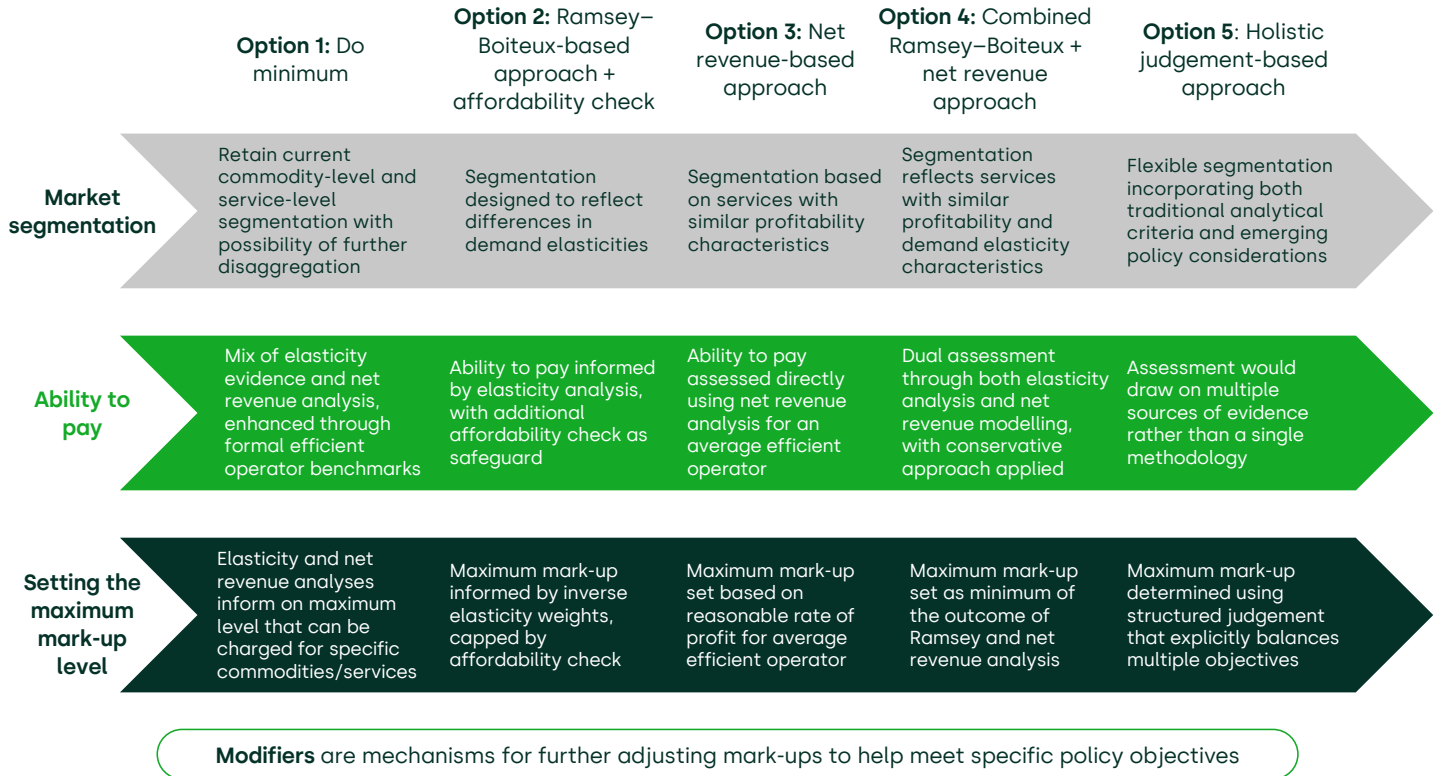 Option 1: Do
minimum
Option 2: Ramsey–
Boiteux-based
approach +
affordability check
Option 3: Net
revenue-based
approach
Option 4: Combined
Ramsey–Boiteux +
net revenue
approach
Option 5: Holistic
judgement-based
approach
Market
segmentation
Retain current
commodity-level and
service-level
segmentation with
possibility of further
disaggregation
Segmentation
designed to reflect
differences in
demand elasticities
Segmentation based
on services with
similar profitability
characteristics
Segmentation
reflects services
with similar
profitability and
demand elasticity
characteristics
Flexible segmentation
incorporating both
traditional analytical
criteria and emerging
policy considerations
Ability to
pay
Mix of elasticity
evidence and net
revenue analysis,
enhanced through
formal efficient
operator benchmarks
Ability to pay informed
by elasticity analysis,
with additional
affordability check as
safeguard
Ability to pay
assessed directly
using net revenue
analysis for an
average efficient
operator
Dual assessment
through both elasticity
analysis and net
revenue modelling,
with conservative
approach applied
Assessment would
draw on multiple
sources of evidence
rather than a single
methodology
Setting the
maximum
mark-up
level
Elasticity and net
revenue analyses
inform on maximum
level that can be
charged for specific
commodities/services
Maximum mark-up
informed by inverse
elasticity weights,
capped by
affordability check
Maximum mark-up
set based on
reasonable rate of
profit for average
efficient operator
Maximum mark-up
set as minimum of
the outcome of
Ramsey and net
revenue analysis
Maximum mark-up
determined using
structured judgement
that explicitly balances
multiple objectives
Modifiers are mechanisms for further adjusting mark-ups to help meet specific policy objectives